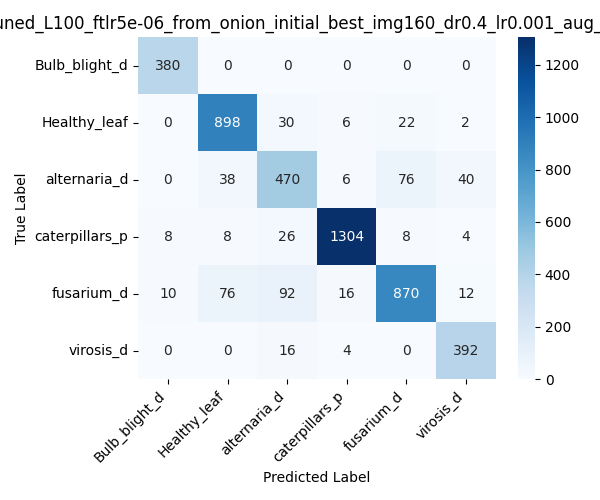 uned_L100_ftlr5e-06_from_onion_initial_best_img160_dr0.4_lr0.001_aug_
Bulb_blight_d 380 0 0 0 0 0
Healthy_leaf 0 898 30 6 22 2
alternaria_d 0 38 470 6 76 40
caterpillars_p 8 8 26 1304 8 4
fusarium_d 10 76 92 16 870 12
virosis_d 0 0 16 4 0 392
True Label
Bulb_blight_d Healthy_leaf alternaria_d caterpillars_p fusarium_d virosis_d
Predicted Label
1200
1000
800
600
400
200
0